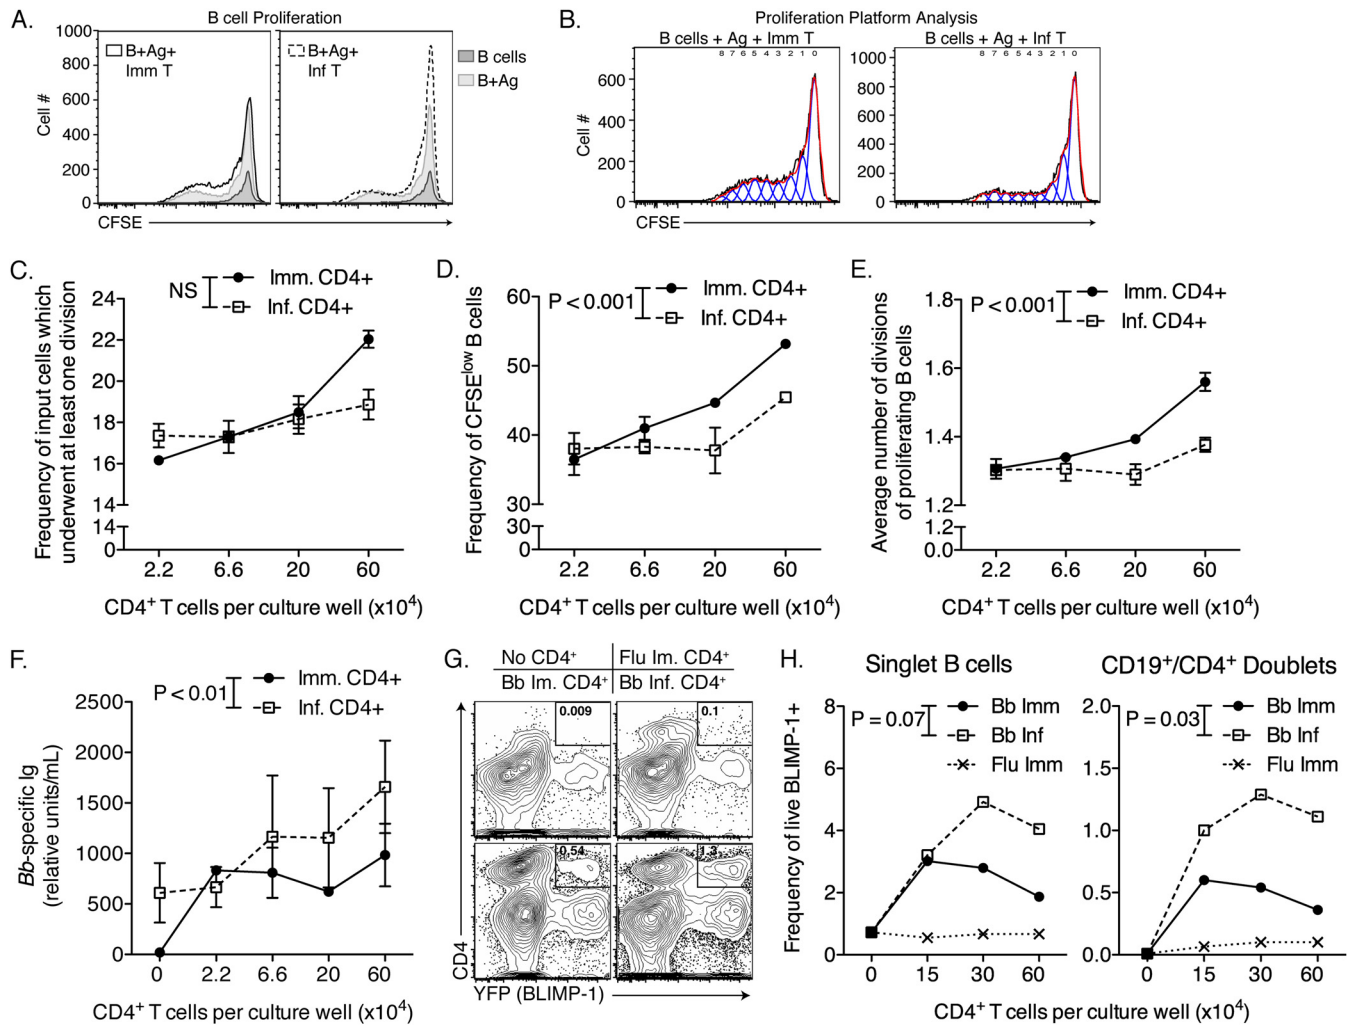 A.
B cell Proliferation
B+Ag+
Imm T
B+Ag+
Inf T
B cells
B+Ag
Cell #
1000
800
600
400
200
0
CFSE
B.
Proliferation Platform Analysis
B cells + Ag + Imm T
B cells + Ag + Inf T
8 7 6 5 4 3 2 1 0
8 7 6 5 4 3 2 1 0
Cell #
600
400
200
0
1000
800
600
400
200
0
CFSE
C.
NS
Imm. CD4+
Inf. CD4+
Frequency of input cells which
underwent at least one division
24
22
20
18
16
14
14
0
2.2 6.6 20 60
CD4+ T cells per culture well (x10⁴)
D.
P < 0.001
Imm. CD4+
Inf. CD4+
Frequency of CFSElow B cells
60
50
40
30
30
0
2.2 6.6 20 60
CD4+ T cells per culture well (x10⁴)
E.
P < 0.001
Imm. CD4+
Inf. CD4+
Average number of divisions
of proliferating B cells
1.8
1.6
1.4
1.2
1.2
0.0
2.2 6.6 20 60
CD4+ T cells per culture well (x10⁴)
F.
P < 0.01
Imm. CD4+
Inf. CD4+
Bb-specific Ig
(relative units/mL)
2500
2000
1500
1000
500
0
0 2.2 6.6 20 60
CD4+ T cells per culture well (x10⁴)
G.
No CD4+
Flu Im. CD4+
Bb Im. CD4+
Bb Inf. CD4+
0.009
0.1
0.54
1.3
CD4
YFP (BLIMP-1)
H.
Singlet B cells
CD19+/CD4+ Doublets
P = 0.07
Bb Imm
Bb Inf
Flu Imm
P = 0.03
Bb Imm
Bb Inf
Flu Imm
Frequency of live BLIMP-1+
8
6
4
2
0
0 15 30 60
2.0
1.5
1.0
0.5
0.0
0 15 30 60
CD4+ T cells per culture well (x10⁴)